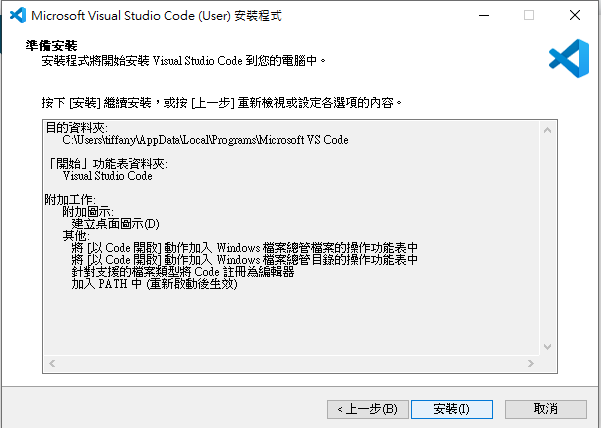 Microsoft Visual Studio Code (User) 安裝程式
準備安裝
安裝程式將開始安裝 Visual Studio Code 到您的電腦中。
按下 [安裝] 繼續安裝，或按 [上一步] 重新檢視或設定各選項的內容。
目的資料夾:
C:\Users\tiffany\AppData\Local\Programs\Microsoft VS Code
「開始」功能表資料夾:
Visual Studio Code
附加工作:
附加圖示:
建立桌面圖示(D)
其他:
將 [以 Code 開啟] 動作加入 Windows 檔案總管檔案的操作功能表中
將 [以 Code 開啟] 動作加入 Windows 檔案總管目錄的操作功能表中
針對支援的檔案類型將 Code 註冊為編輯器
加入 PATH 中 (重新啟動後生效)
< 上一步(B)
安裝(I)
取消